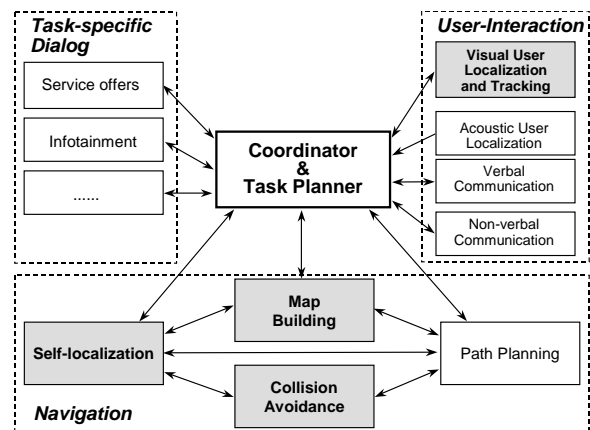 Task-specific
Dialog
Service offers
Infotainment
......
Coordinator
&
Task Planner
User-Interaction
Visual User
Localization
and Tracking
Acoustic User
Localization
Verbal
Communication
Non-verbal
Communication
Map
Building
Self-localization
Path Planning
Collision
Avoidance
Navigation